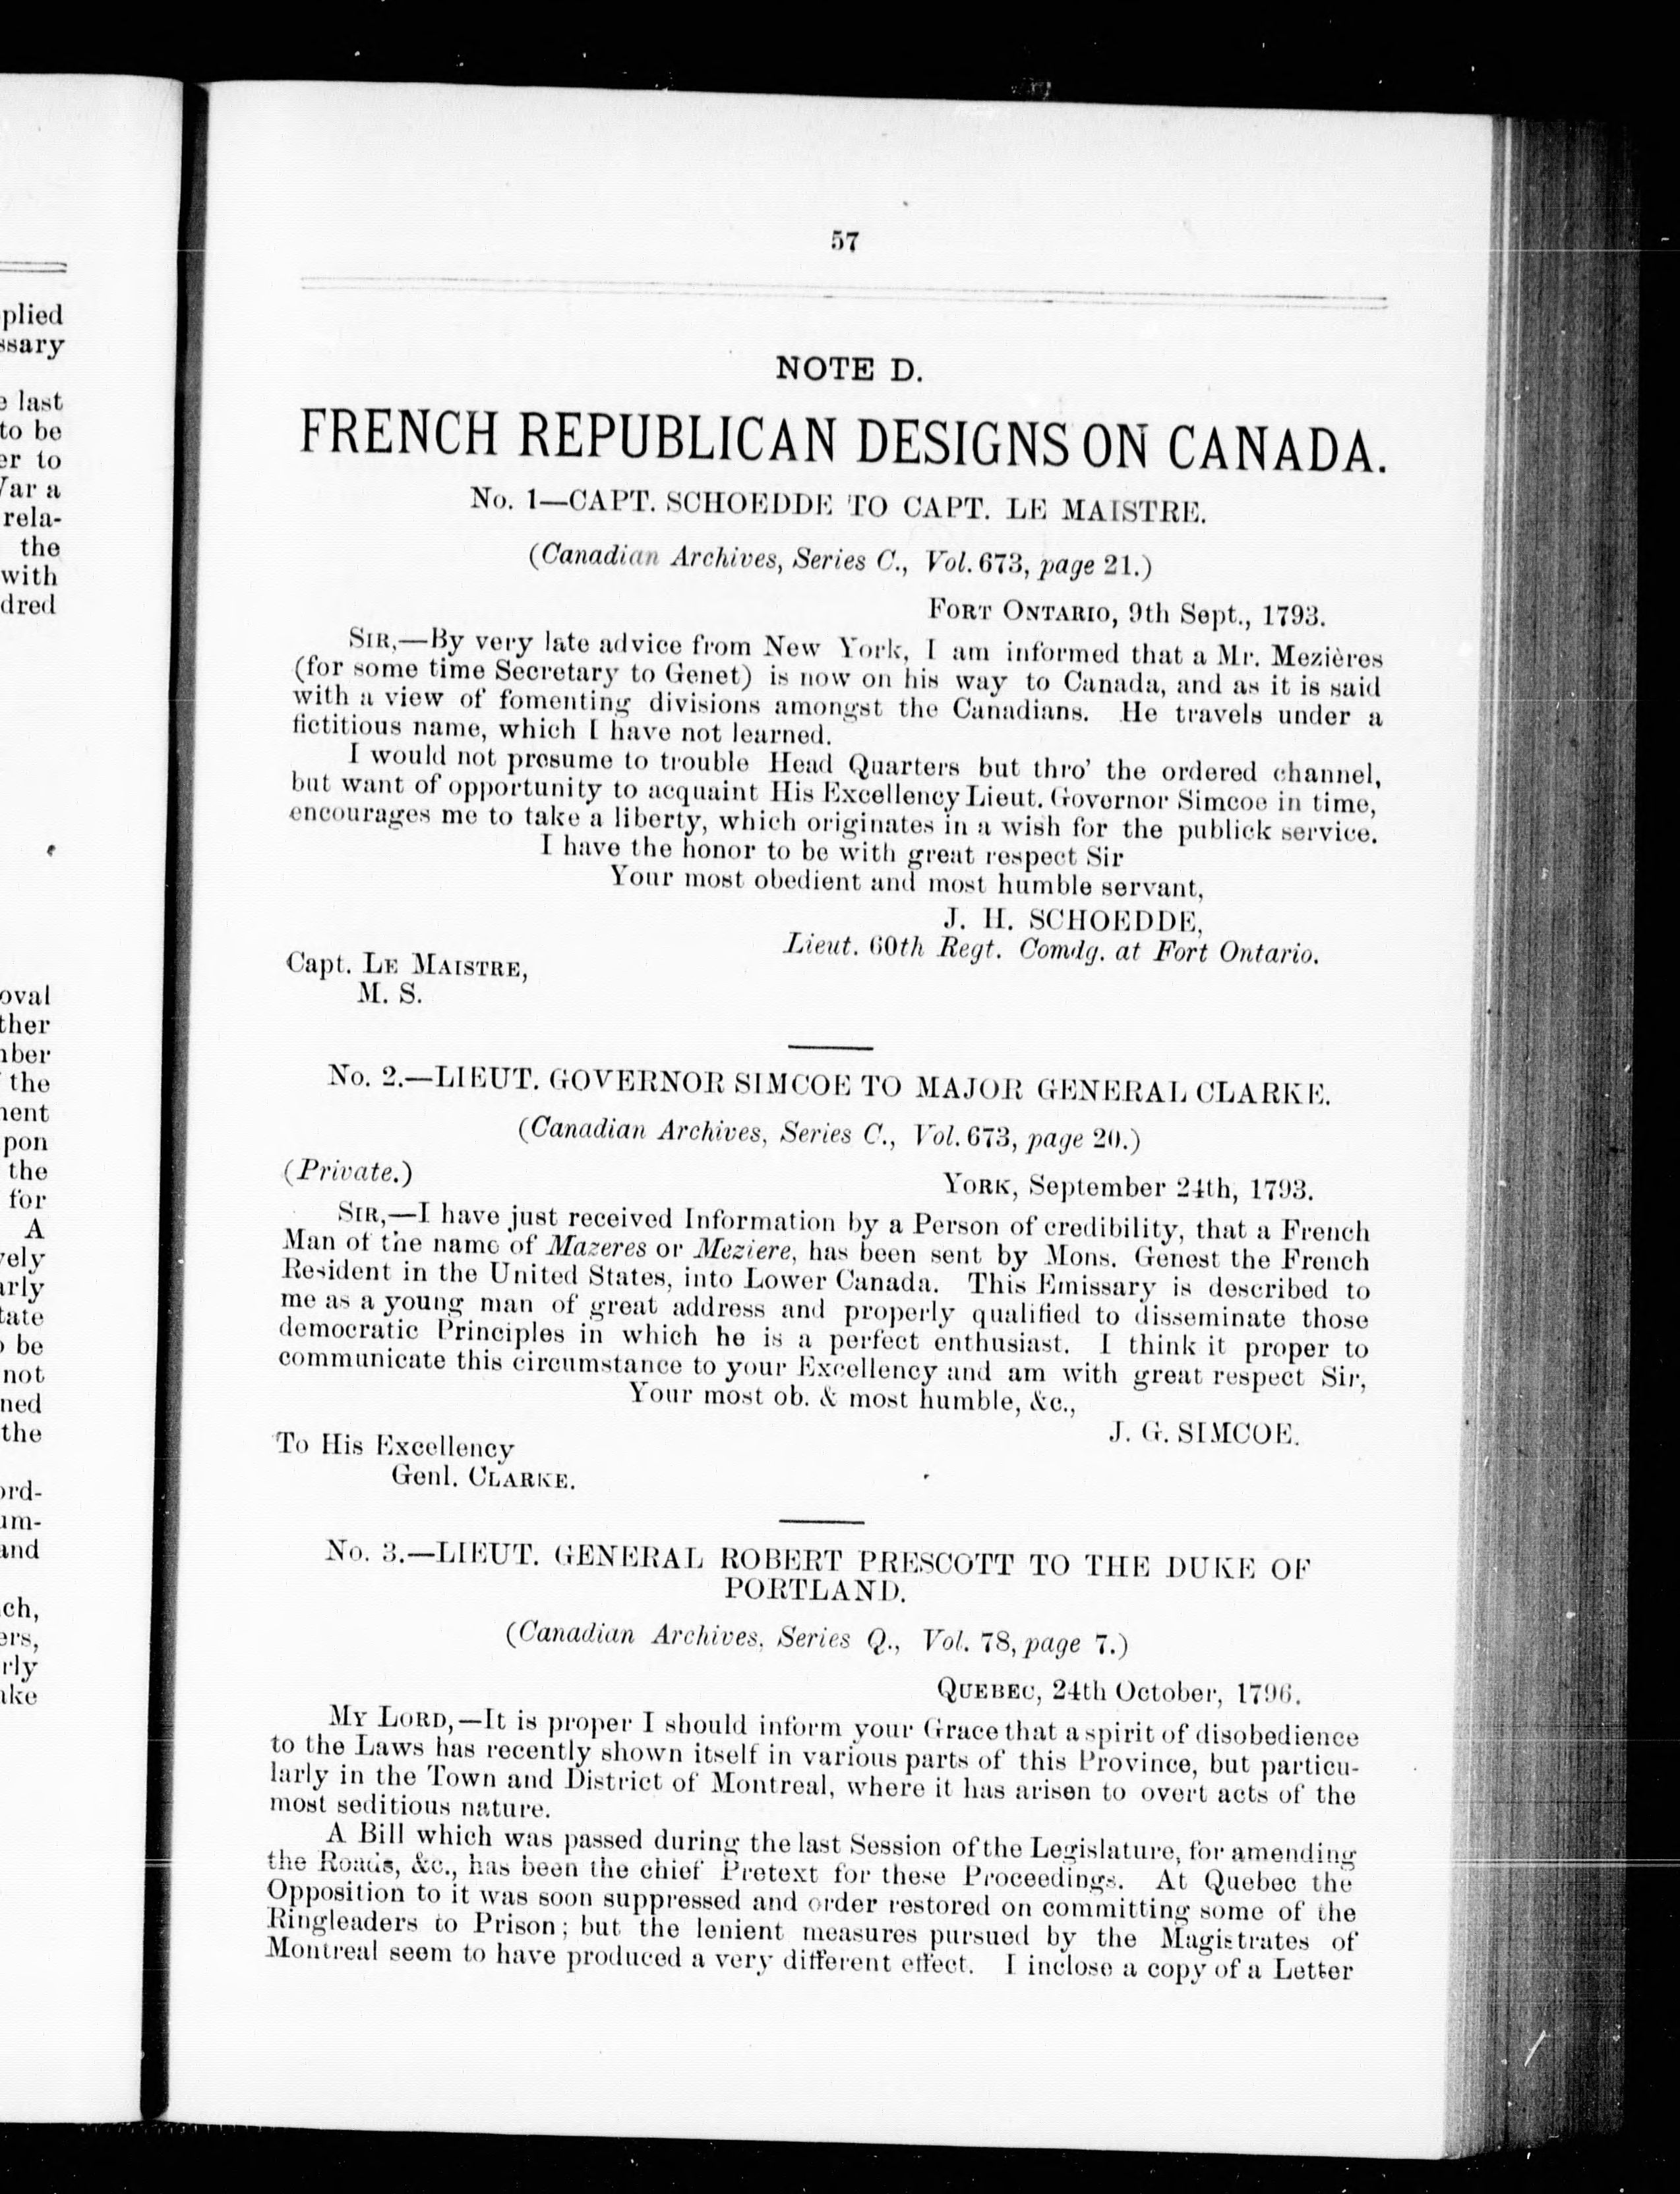 57
NOTE D.
FRENCH REPUBLICAN DESIGNS ON CANADA.
No. 1—CAPT. SCHOEDDE TO CAPT. LE MAISTRE.
(Canadian Archives, Series C., Vol. 673, page 21.)
FORT ONTARIO, 9th Sept., 1793.
SIR,—By very late advice from New York, I am informed that a Mr. Mezières
(for some time Secretary to Genet) is now on his way to Canada, and as it is said
with a view of fomenting divisions amongst the Canadians. He travels under a
fictitious name, which I have not learned.
I would not presume to trouble Head Quarters but thro' the ordered channel,
but want of opportunity to acquaint His Excellency Lieut. Governor Simcoe in time,
encourages me to take a liberty, which originates in a wish for the publick service.
I have the honor to be with great respect Sir
Your most obedient and most humble servant,
J. H. SCHOEDDE,
Lieut. 60th Regt. Comdg. at Fort Ontario.
Capt. LE MAISTRE,
M. S.
No. 2.—LIEUT. GOVERNOR SIMCOE TO MAJOR GENERAL CLARKE.
(Canadian Archives, Series C., Vol. 673, page 20.)
(Private.) YORK, September 24th, 1793.
SIR,—I have just received Information by a Person of credibility, that a French
Man of the name of Mazeres or Meziere, has been sent by Mons. Genest the French
Resident in the United States, into Lower Canada. This Emissary is described to
me as a young man of great address and properly qualified to disseminate those
democratic Principles in which he is a perfect enthusiast. I think it proper to
communicate this circumstance to your Excellency and am with great respect Sir,
Your most ob. & most humble, &c.,
J. G. SIMCOE.
To His Excellency
Genl. CLARKE.
No. 3.—LIEUT. GENERAL ROBERT PRESCOTT TO THE DUKE OF
PORTLAND.
(Canadian Archives, Series Q., Vol. 78, page 7.)
QUEBEC, 24th October, 1796.
MY LORD,—It is proper I should inform your Grace that a spirit of disobedience
to the Laws has recently shown itself in various parts of this Province, but particu-
larly in the Town and District of Montreal, where it has arisen to overt acts of the
most seditious nature.
A Bill which was passed during the last Session of the Legislature, for amending
the Roads, &c., has been the chief Pretext for these Proceedings. At Quebec the
Opposition to it was soon suppressed and order restored on committing some of the
Ringleaders to Prison; but the lenient measures pursued by the Magistrates of
Montreal seem to have produced a very different effect. I inclose a copy of a Letter